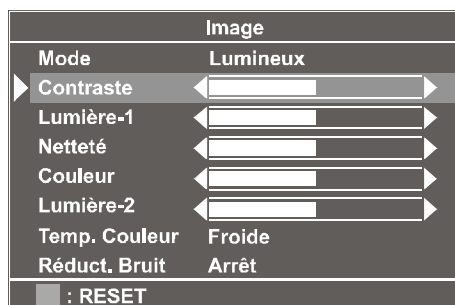 Image
Mode Lumineux
Contraste
Lumière-1
Netteté
Couleur
Lumière-2
Temp. Couleur Froide
Réduct. Bruit Arrêt
: RESET